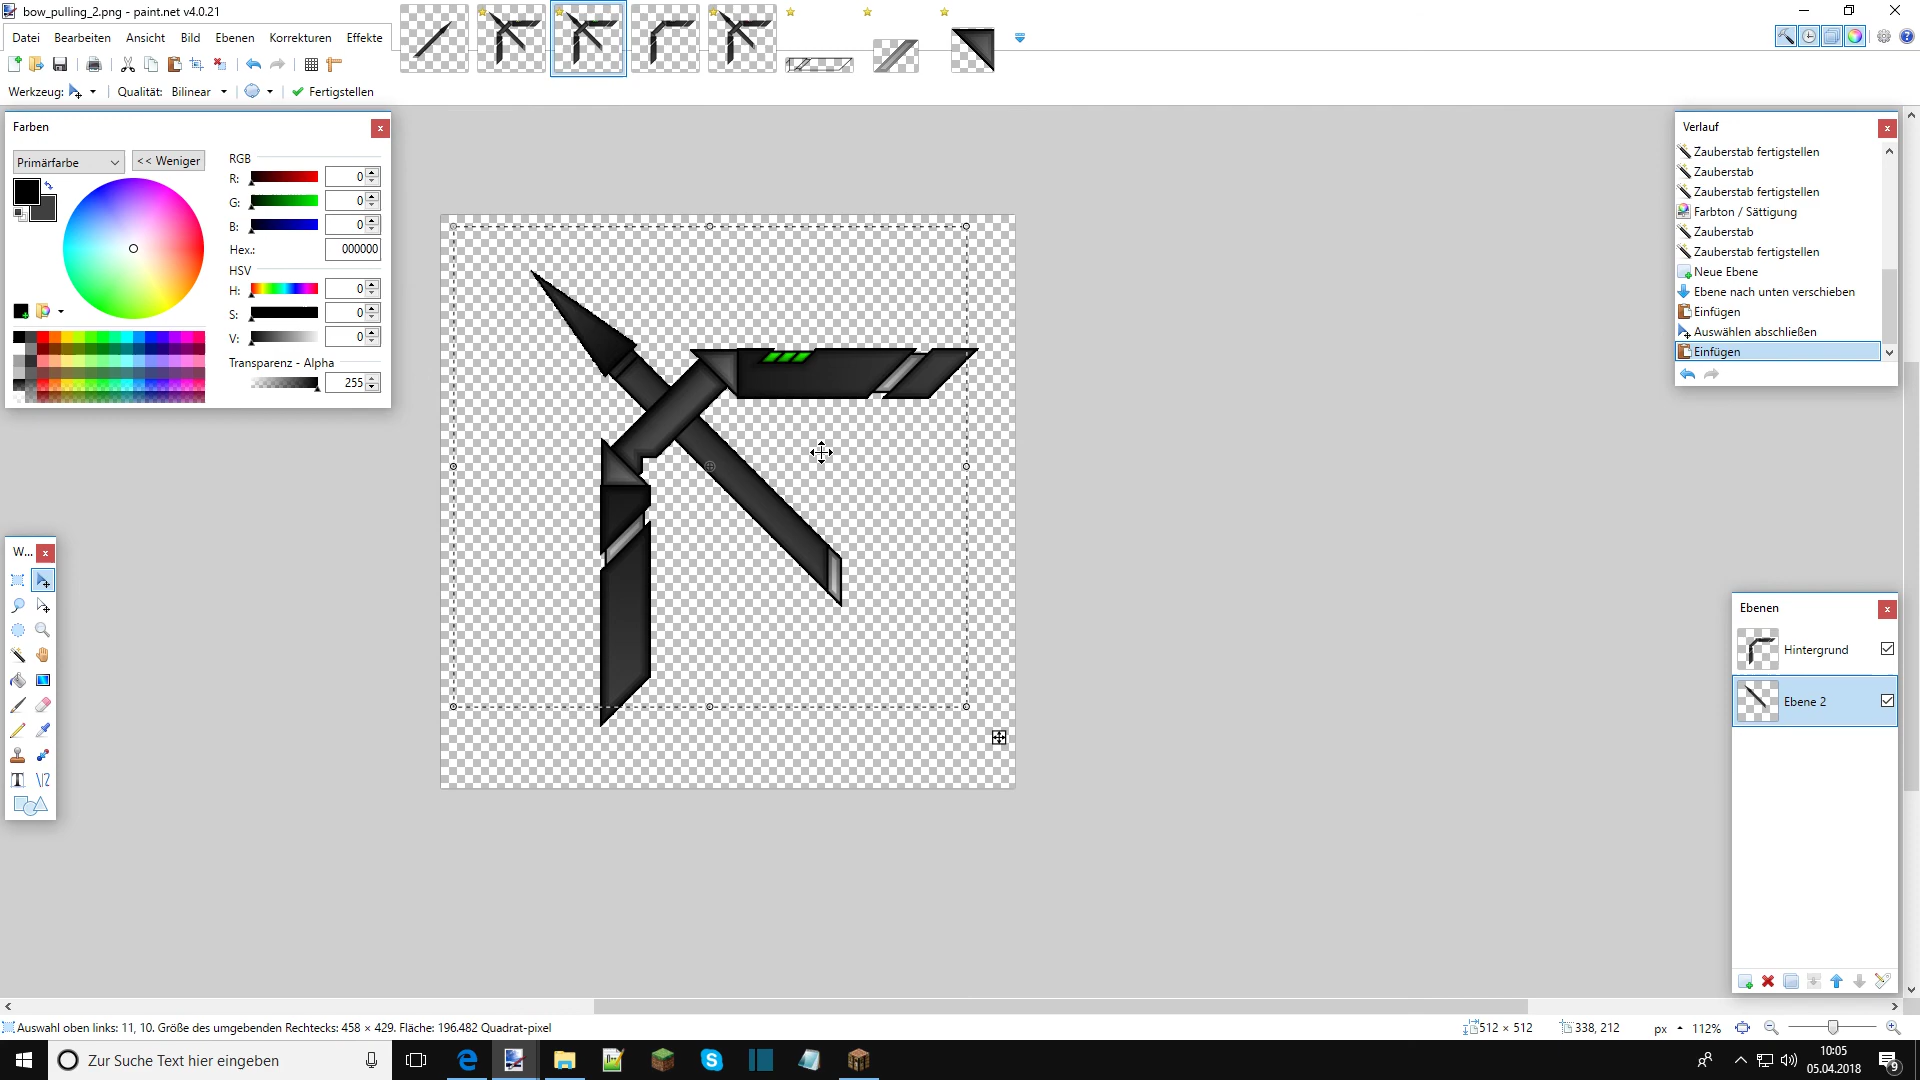 bow_pulling_2.png - paint.net v4.0.21
Datei Bearbeiten Ansicht Bild Ebenen Korrekturen Effekte
Werkzeug: Qualität: Bilinear Fertigstellen
Farben
Primärfarbe << Weniger
RGB
R: 0
G: 0
B: 0
Hex.: 000000
HSV
H: 0
S: 0
V: 0
Transparenz - Alpha
255
W...
Verlauf
Zauberstab fertigstellen
Zauberstab
Zauberstab fertigstellen
Farbton / Sättigung
Zauberstab
Zauberstab fertigstellen
Neue Ebene
Ebene nach unten verschieben
Einfügen
Auswählen abschließen
Einfügen
Ebenen
Hintergrund
Ebene 2
Auswahl oben links: 11, 10. Größe des umgebenden Rechtecks: 458 × 429. Fläche: 196.482 Quadrat-pixel
512 × 512 338, 212 px 112%
Zur Suche Text hier eingeben
10:05
05.04.2018
9